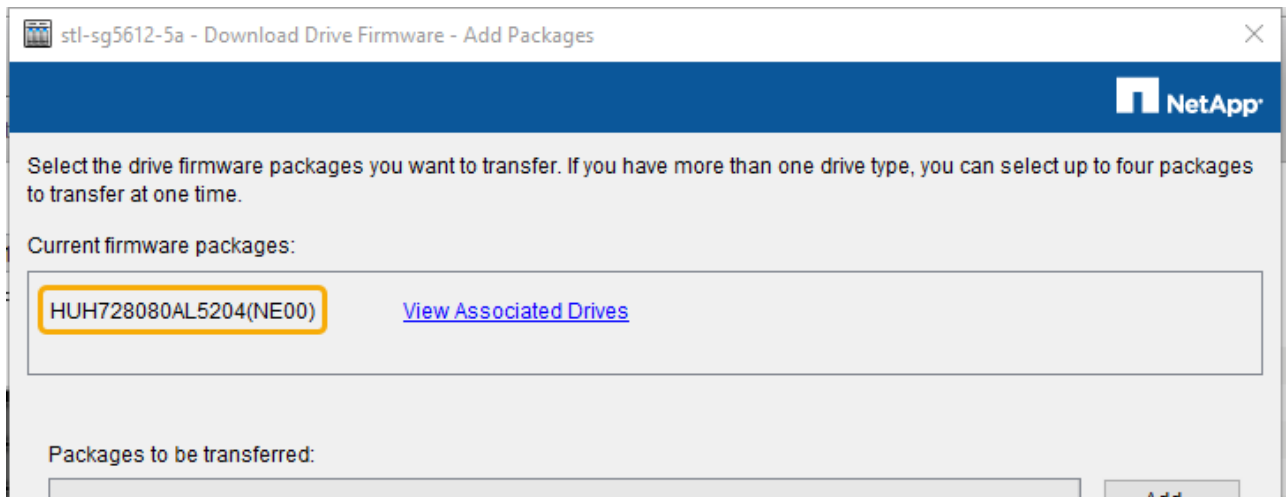 stl-sg5612-5a - Download Drive Firmware - Add Packages
NetApp
Select the drive firmware packages you want to transfer. If you have more than one drive type, you can select up to four packages
to transfer at one time.
Current firmware packages:
HUH728080AL5204(NE00) View Associated Drives
Packages to be transferred: